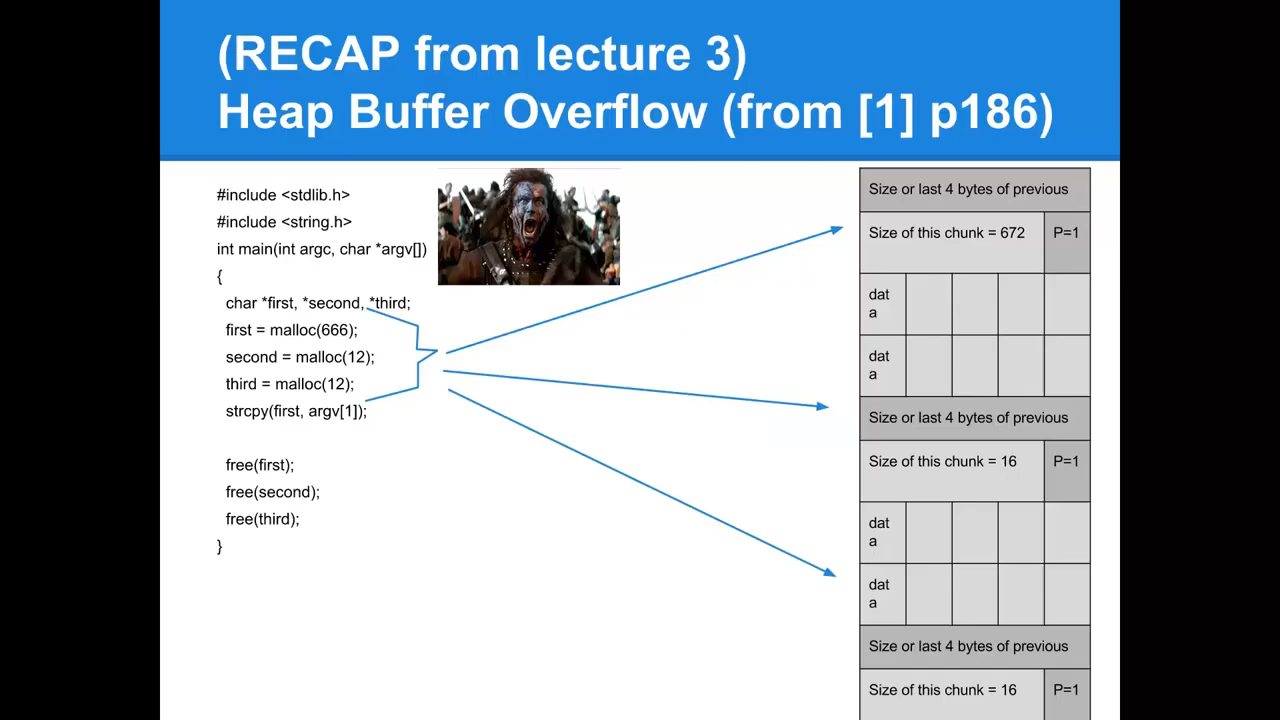 (RECAP from lecture 3)
Heap Buffer Overflow (from [1] p186)
#include <stdlib.h>
#include <string.h>
int main(int argc, char *argv[])
{
char *first, *second, *third;
first = malloc(666);
second = malloc(12);
third = malloc(12);
strcpy(first, argv[1]);
free(first);
free(second);
free(third);
}
Size or last 4 bytes of previous
Size of this chunk = 672 P=1
dat
a
dat
a
Size or last 4 bytes of previous
Size of this chunk = 16 P=1
dat
a
dat
a
Size or last 4 bytes of previous
Size of this chunk = 16 P=1